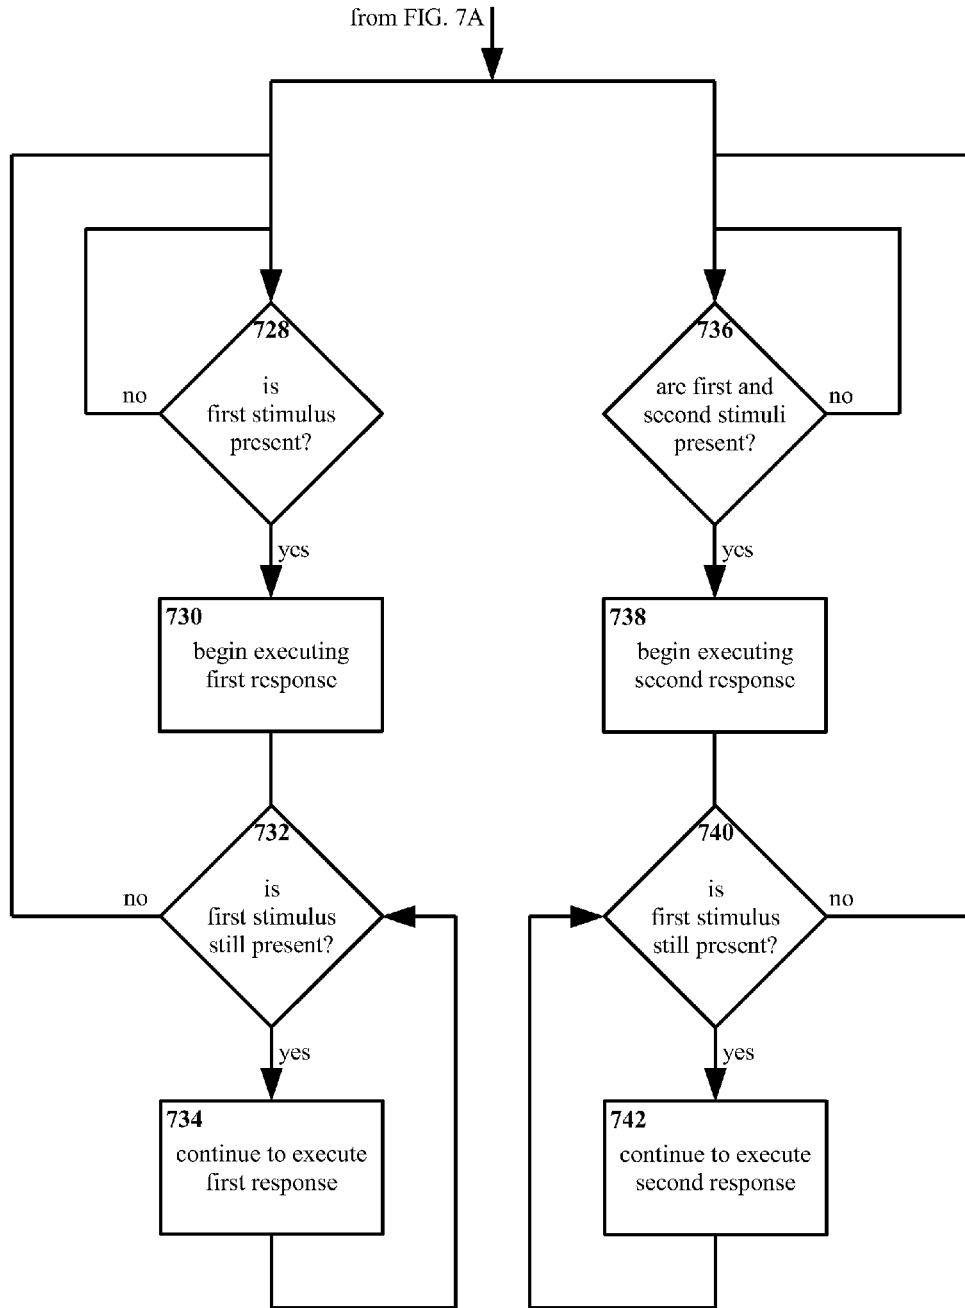 from FIG. 7A
728
is
first stimulus
present?
no
yes
730
begin executing
first response
732
is
first stimulus
still present?
no
yes
734
continue to execute
first response
736
are first and
second stimuli
present?
no
yes
738
begin executing
second response
740
is
first stimulus
still present?
no
yes
742
continue to execute
second response